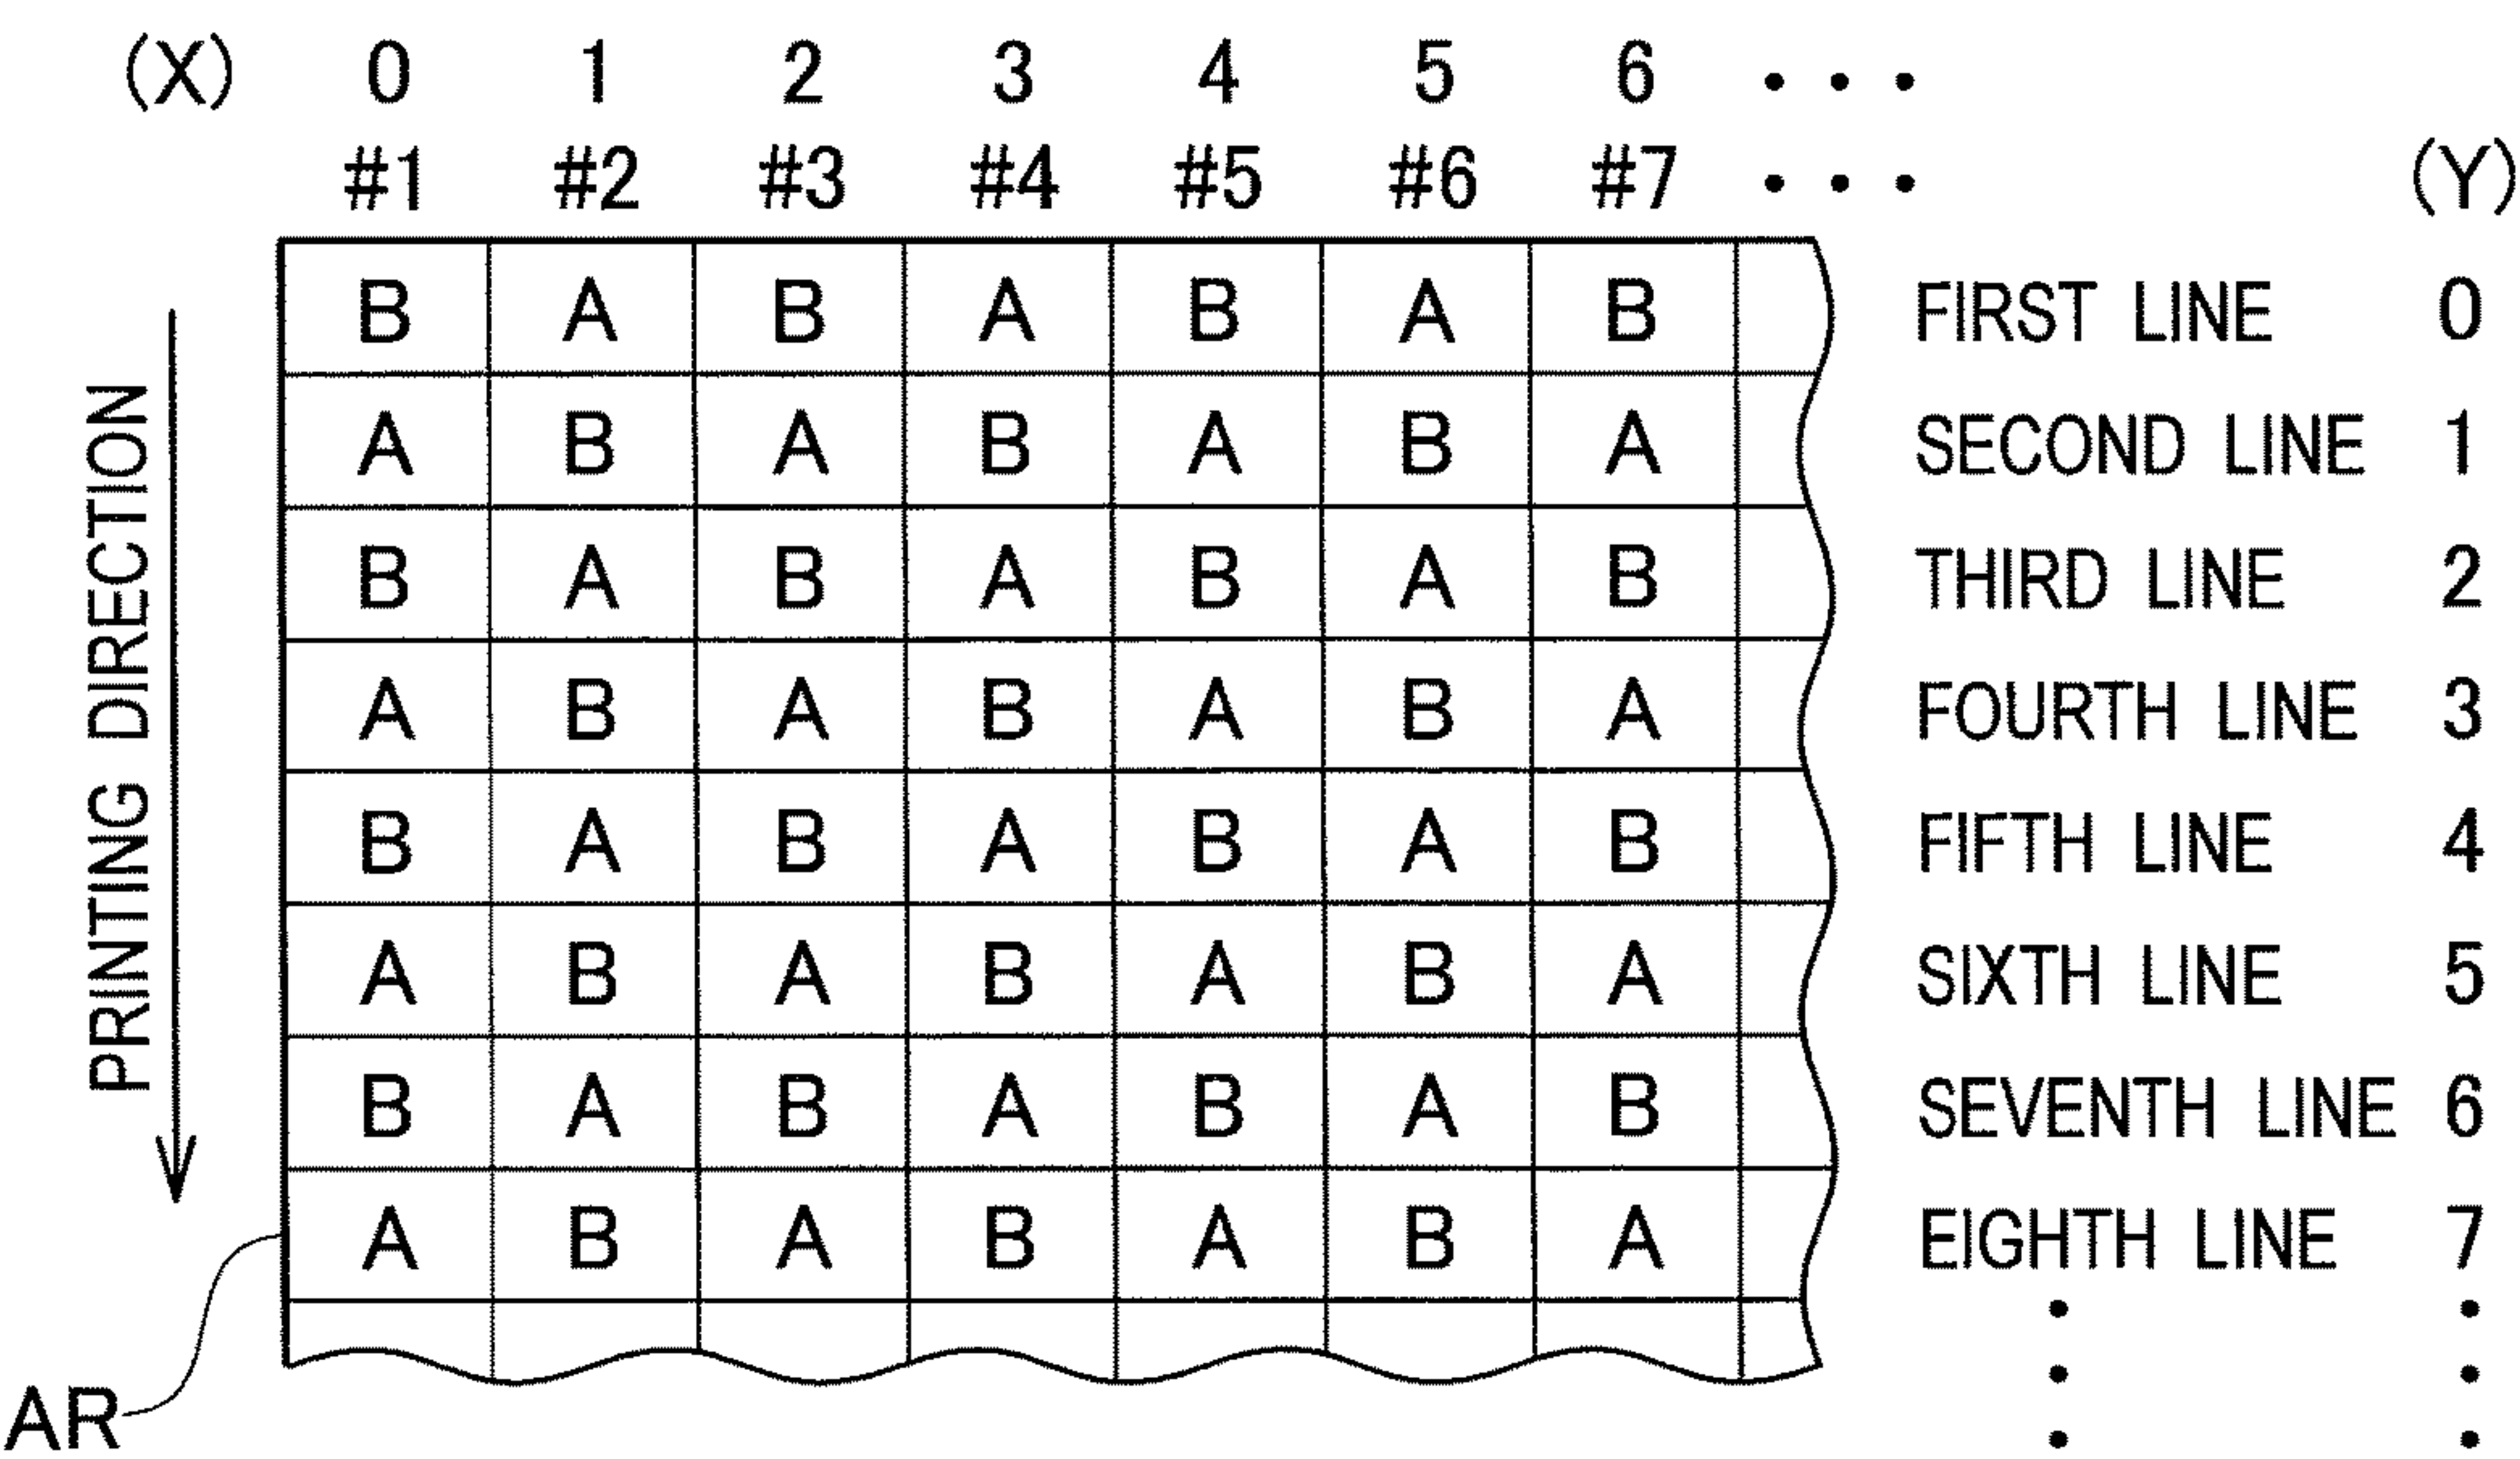 (X) 0 1 2 3 4 5 6 • • •
#1 #2 #3 #4 #5 #6 #7 • • • (Y)
B A B A B A B FIRST LINE 0
A B A B A B A SECOND LINE 1
B A B A B A B THIRD LINE 2
A B A B A B A FOURTH LINE 3
B A B A B A B FIFTH LINE 4
A B A B A B A SIXTH LINE 5
B A B A B A B SEVENTH LINE 6
A B A B A B A EIGHTH LINE 7
PRINTING DIRECTION
AR